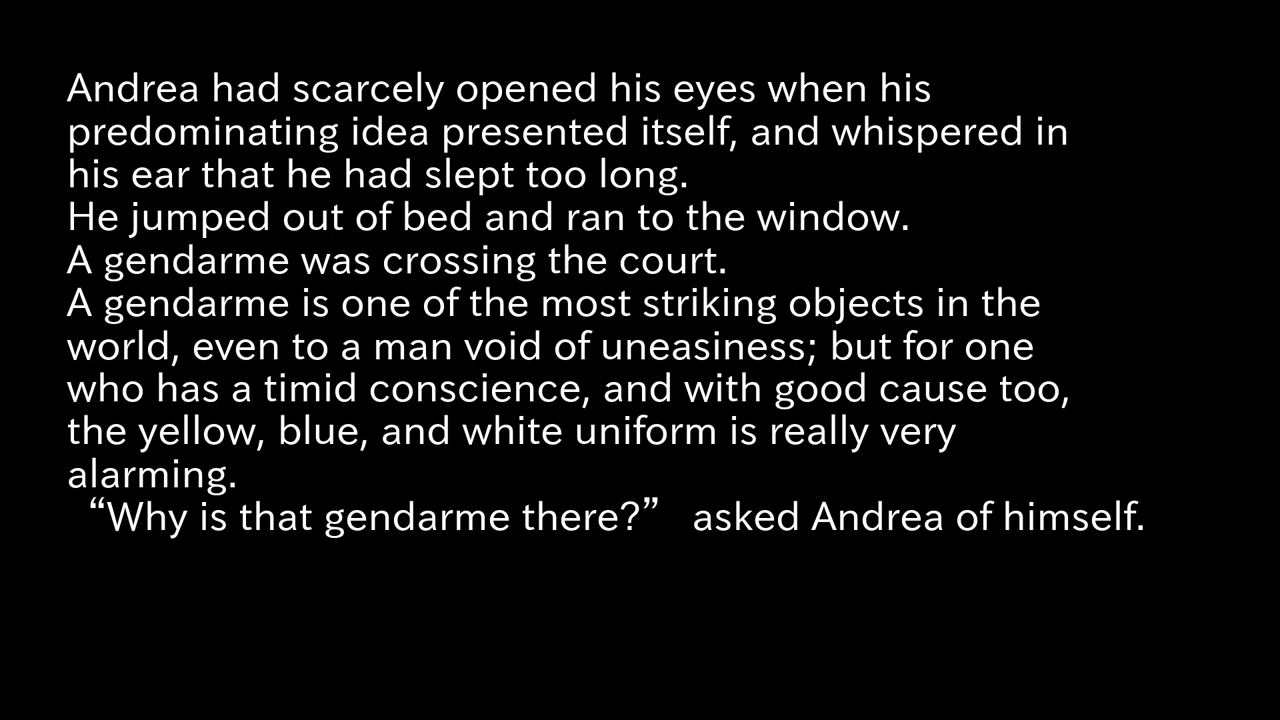 Andrea had scarcely opened his eyes when his
predominating idea presented itself, and whispered in
his ear that he had slept too long.
He jumped out of bed and ran to the window.
A gendarme was crossing the court.
A gendarme is one of the most striking objects in the
world, even to a man void of uneasiness; but for one
who has a timid conscience, and with good cause too,
the yellow, blue, and white uniform is really very
alarming.
“Why is that gendarme there?” asked Andrea of himself.